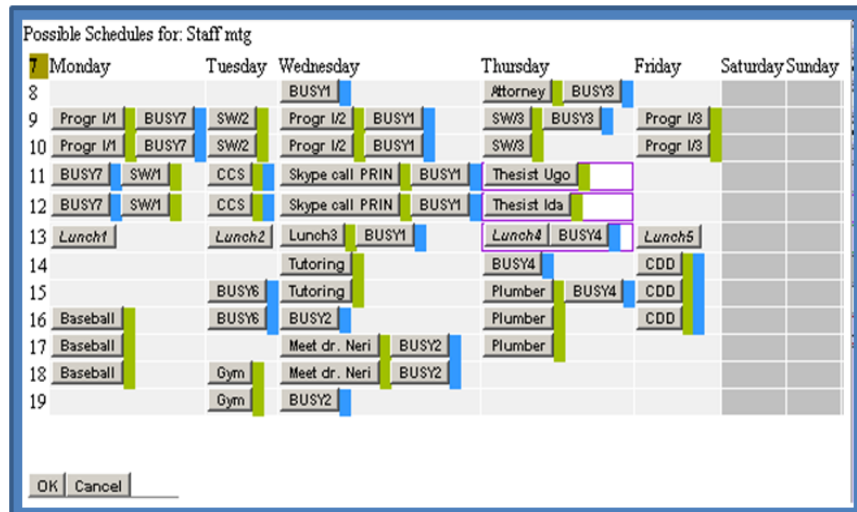 Possible Schedules for: Staff mtg
7 Monday Tuesday Wednesday Thursday Friday Saturday Sunday
8 BUSY1 Attorney BUSY3
9 Progr I/1 BUSY7 SW/2 Progr I/2 BUSY1 SW/3 BUSY3 Progr I/3
10 Progr I/1 BUSY7 SW/2 Progr I/2 BUSY1 SW/3 Progr I/3
11 BUSY7 SW/1 CCS Skype call PRIN BUSY1 Thesist Ugo
12 BUSY7 SW/1 CCS Skype call PRIN BUSY1 Thesist Ida
13 Lunch1 Lunch2 Lunch3 BUSY1 Lunch4 BUSY4 Lunch5
14 Tutoring BUSY4 CDD
15 BUSY6 Tutoring Plumber BUSY4 CDD
16 Baseball BUSY6 BUSY2 Plumber CDD
17 Baseball Meet dr. Neri BUSY2 Plumber
18 Baseball Gym Meet dr. Neri BUSY2
19 Gym BUSY2
OK Cancel